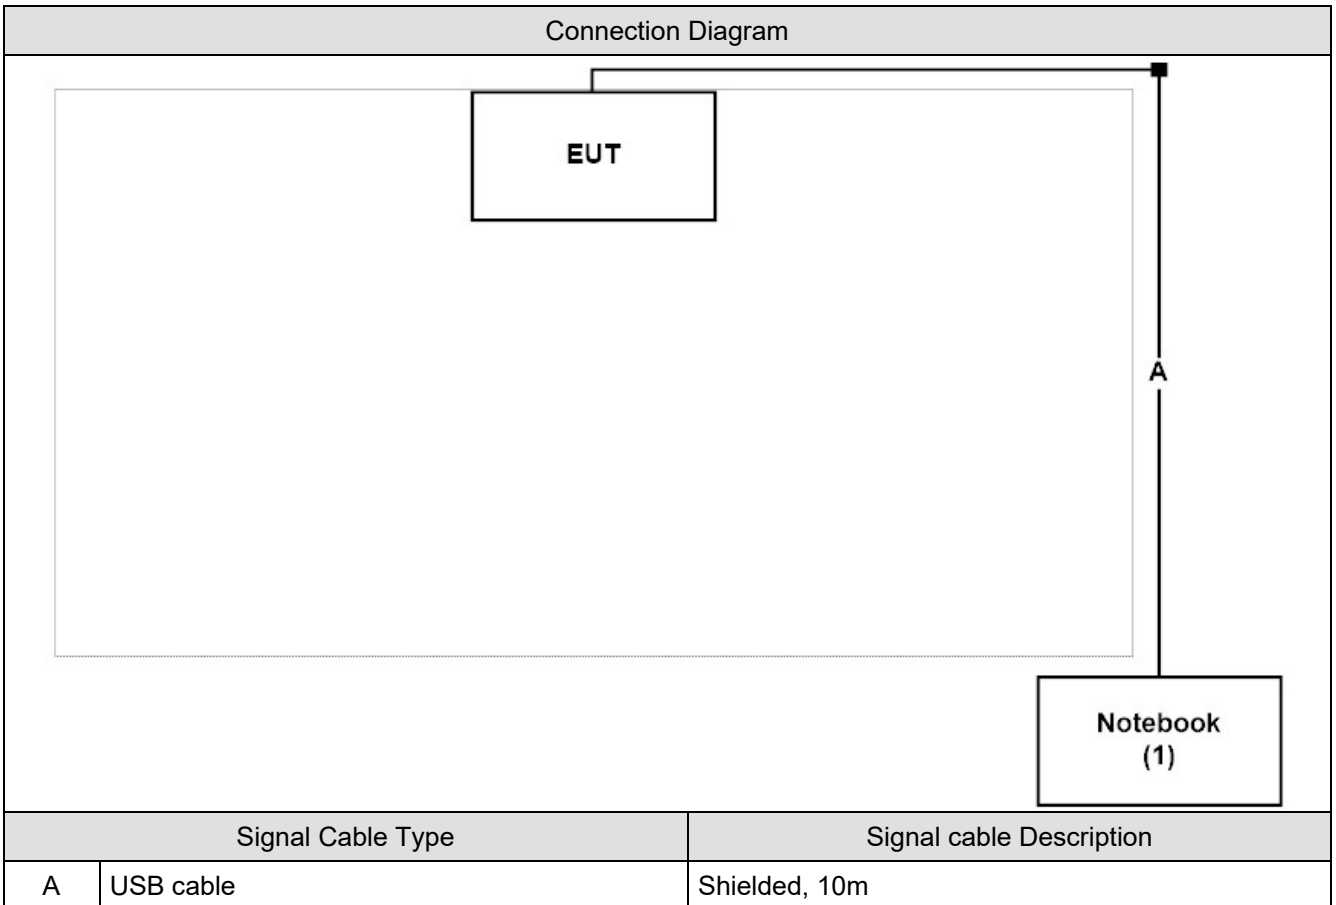 Connection Diagram
EUT
A
Notebook
(1)
Signal Cable Type
Signal cable Description
A
USB cable
Shielded, 10m